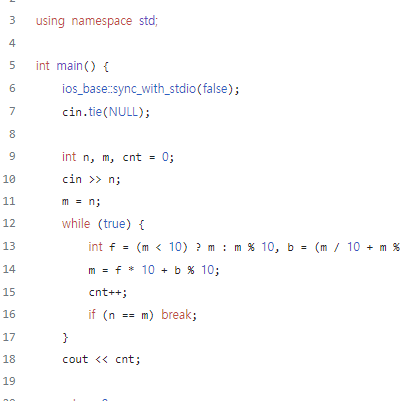 3 using namespace std;
4
5 int main() {
6 ios_base::sync_with_stdio(false);
7 cin.tie(NULL);
8
9 int n, m, cnt = 0;
10 cin >> n;
11 m = n;
12 while (true) {
13 int f = (m < 10) ? m : m % 10, b = (m / 10 + m %
14 m = f * 10 + b % 10;
15 cnt++;
16 if (n == m) break;
17 }
18 cout << cnt;
19